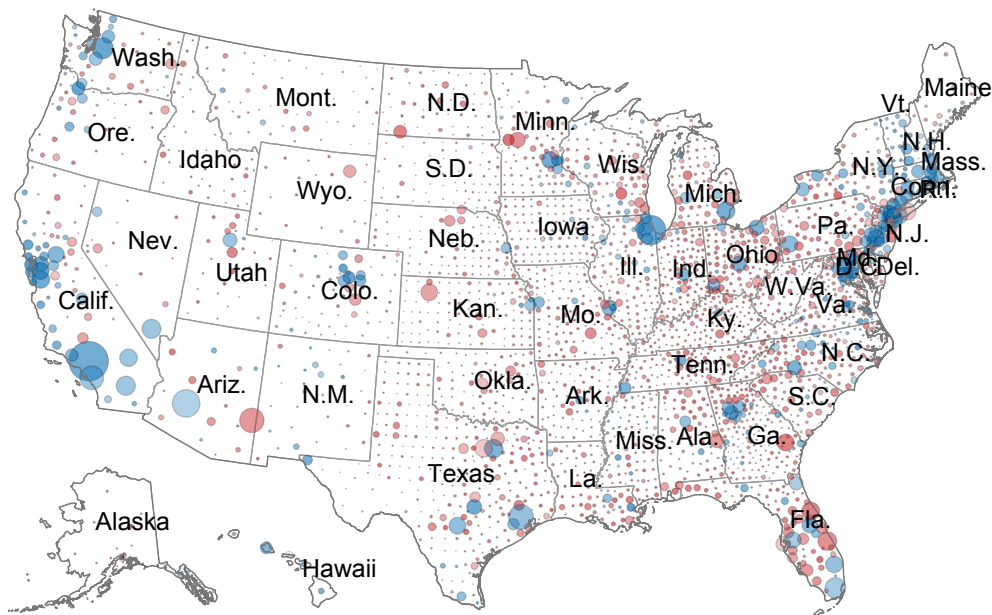 Wash.
Maine
Vt.
Mont.
N.D.
Minn.
Ore.
N.H.
Idaho
Wis.
N.Y.
Mass.
S.D.
Mich.
Conn.
R.I.
Wyo.
Pa.
N.J.
Iowa
Nev.
Neb.
Ohio
Md.
Utah
Ill.
Ind.
D.C.
Del.
Colo.
W.Va.
Calif.
Kan.
Mo.
Ky.
Va.
N.C.
Tenn.
Ariz.
Okla.
N.M.
Ark.
S.C.
Miss.
Ala.
Ga.
Texas
La.
Alaska
Fla.
Hawaii